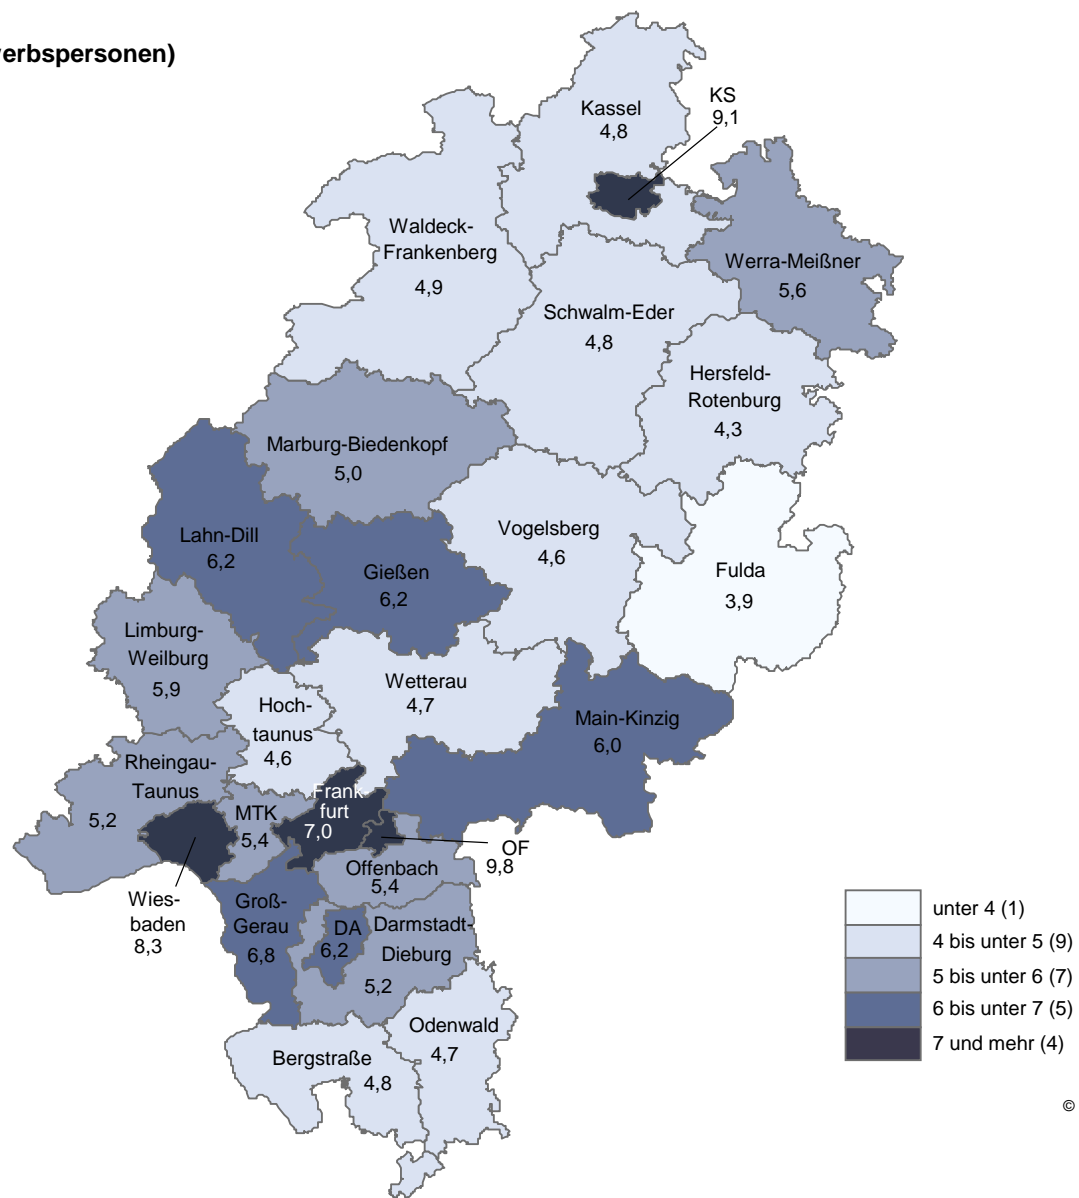 erbspersonen)
KS
9,1
Kassel
4,8
Waldeck-
Frankenberg
4,9
Werra-Meißner
5,6
Schwalm-Eder
4,8
Hersfeld-
Rotenburg
4,3
Marburg-Biedenkopf
5,0
Lahn-Dill
6,2
Gießen
6,2
Vogelsberg
4,6
Fulda
3,9
Limburg-
Weilburg
5,9
Wetterau
4,7
Hoch-
taunus
4,6
Main-Kinzig
6,0
Rheingau-
Taunus
5,2
MTK
5,4
Frank
furt
7,0
OF
9,8
Offenbach
5,4
Wies-
baden
8,3
Groß-
Gerau
6,8
DA
6,2
Darmstadt-
Dieburg
5,2
Odenwald
4,7
Bergstraße
4,8
unter 4 (1)
4 bis unter 5 (9)
5 bis unter 6 (7)
6 bis unter 7 (5)
7 und mehr (4)
©